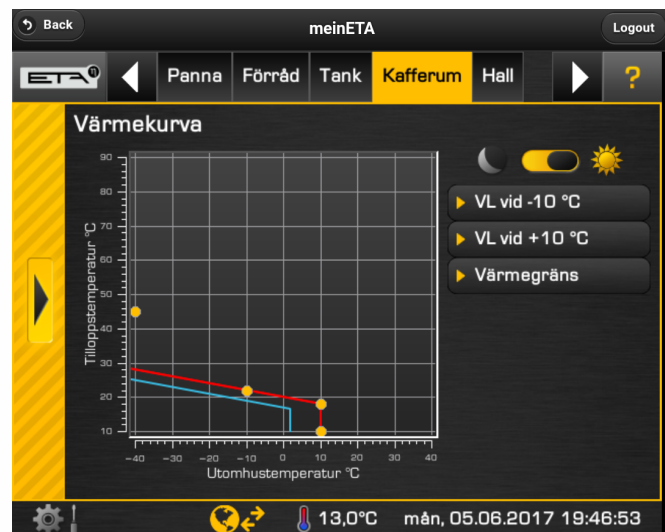 Back
meinETA
Logout
ETA η
Panna
Förråd
Tank
Kafferum
Hall
?
Värmekurva
90
80
70
60
50
40
30
20
10
Tilloppstemperatur °C
-40 -30 -20 -10 0 10 20 30 40
Utomhustemperatur °C
VL vid -10 °C
VL vid +10 °C
Värmegräns
13,0°C
mån, 05.06.2017 19:46:53